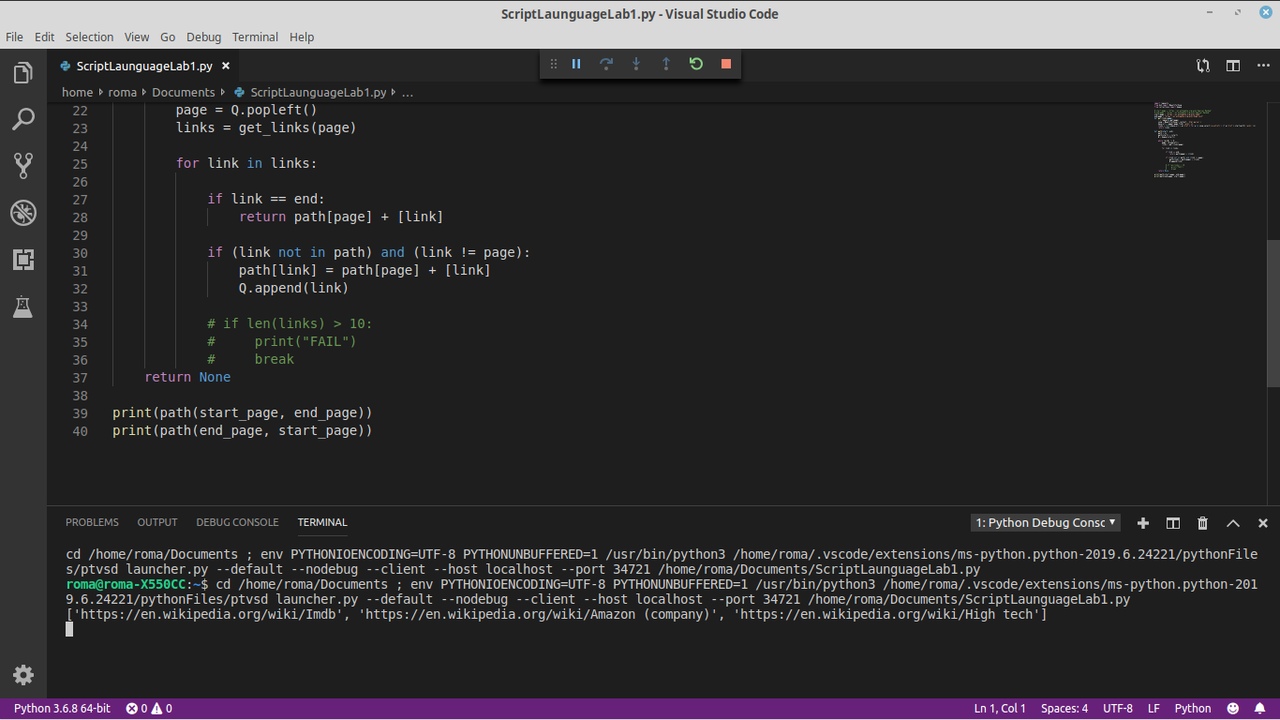 ScriptLaunguageLab1.py - Visual Studio Code
File Edit Selection View Go Debug Terminal Help
ScriptLaunguageLab1.py
home › roma › Documents › ScriptLaunguageLab1.py › ...
22 page = Q.popleft()
23 links = get_links(page)
24
25 for link in links:
26
27 if link == end:
28 return path[page] + [link]
29
30 if (link not in path) and (link != page):
31 path[link] = path[page] + [link]
32 Q.append(link)
33
34 # if len(links) > 10:
35 # print("FAIL")
36 # break
37 return None
38
39 print(path(start_page, end_page))
40 print(path(end_page, start_page))
PROBLEMS OUTPUT DEBUG CONSOLE TERMINAL 1: Python Debug Consc
cd /home/roma/Documents ; env PYTHONIOENCODING=UTF-8 PYTHONUNBUFFERED=1 /usr/bin/python3 /home/roma/.vscode/extensions/ms-python.python-2019.6.24221/pythonFile
s/ptvsd_launcher.py --default --nodebug --client --host localhost --port 34721 /home/roma/Documents/ScriptLaunguageLab1.py
roma@roma-X550CC:~$ cd /home/roma/Documents ; env PYTHONIOENCODING=UTF-8 PYTHONUNBUFFERED=1 /usr/bin/python3 /home/roma/.vscode/extensions/ms-python.python-201
9.6.24221/pythonFiles/ptvsd_launcher.py --default --nodebug --client --host localhost --port 34721 /home/roma/Documents/ScriptLaunguageLab1.py
['https://en.wikipedia.org/wiki/Imdb', 'https://en.wikipedia.org/wiki/Amazon_(company)', 'https://en.wikipedia.org/wiki/High_tech']
Python 3.6.8 64-bit 0 0 Ln 1, Col 1 Spaces: 4 UTF-8 LF Python